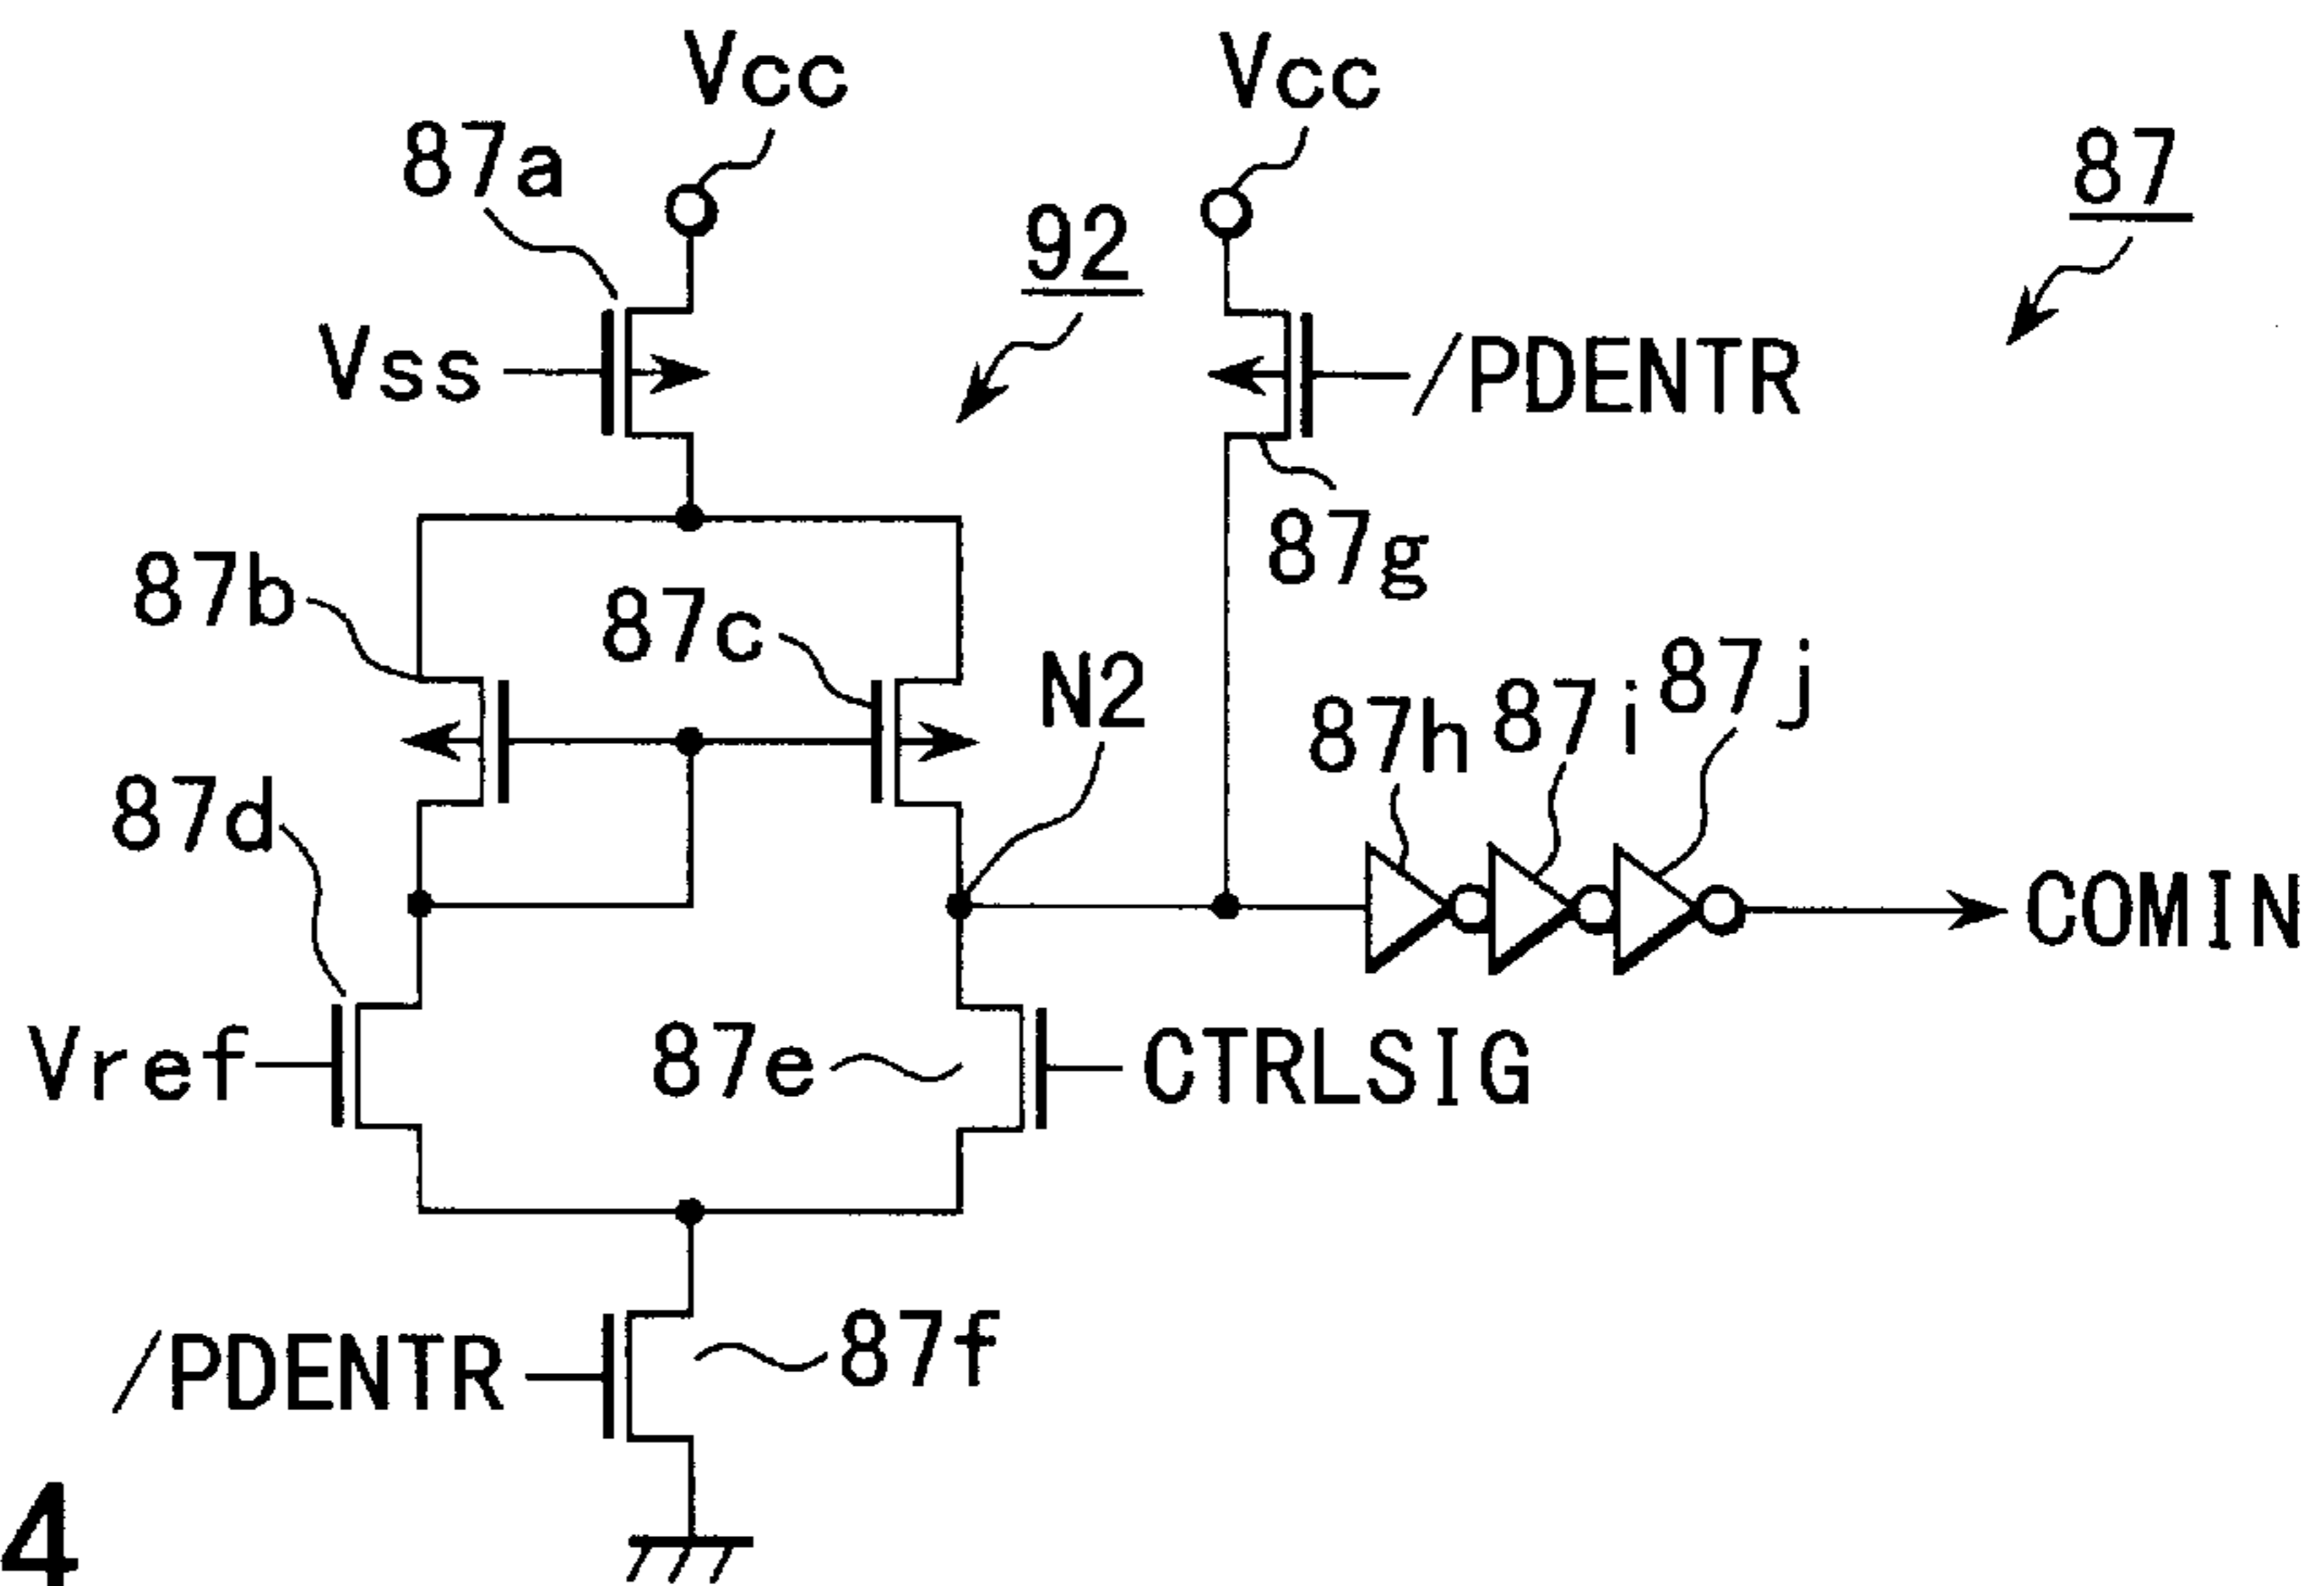 Vcc
Vcc
87a
87
92
Vss
/PDENTR
87g
87b
87c
N2
87j
87i
87h
87d
COMIN
Vref
87e
CTRLSIG
/PDENTR
87f
4